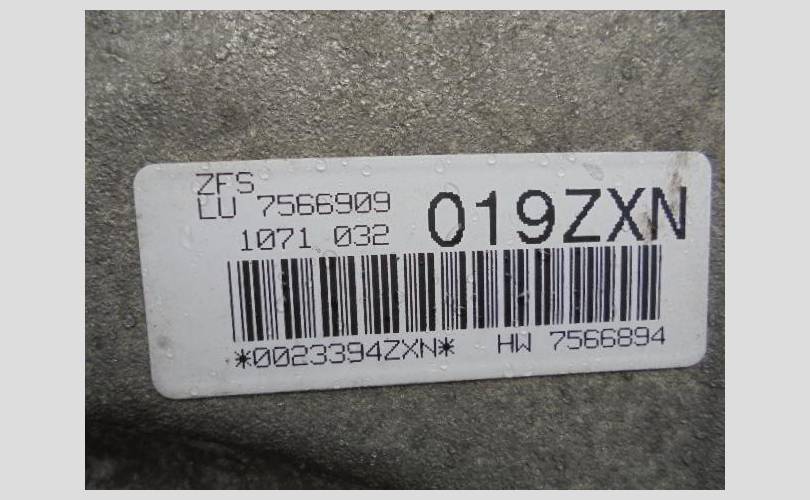 ZFS
LU 7566909
1071 032
019ZXN
*0023394ZXN* HW 7566894